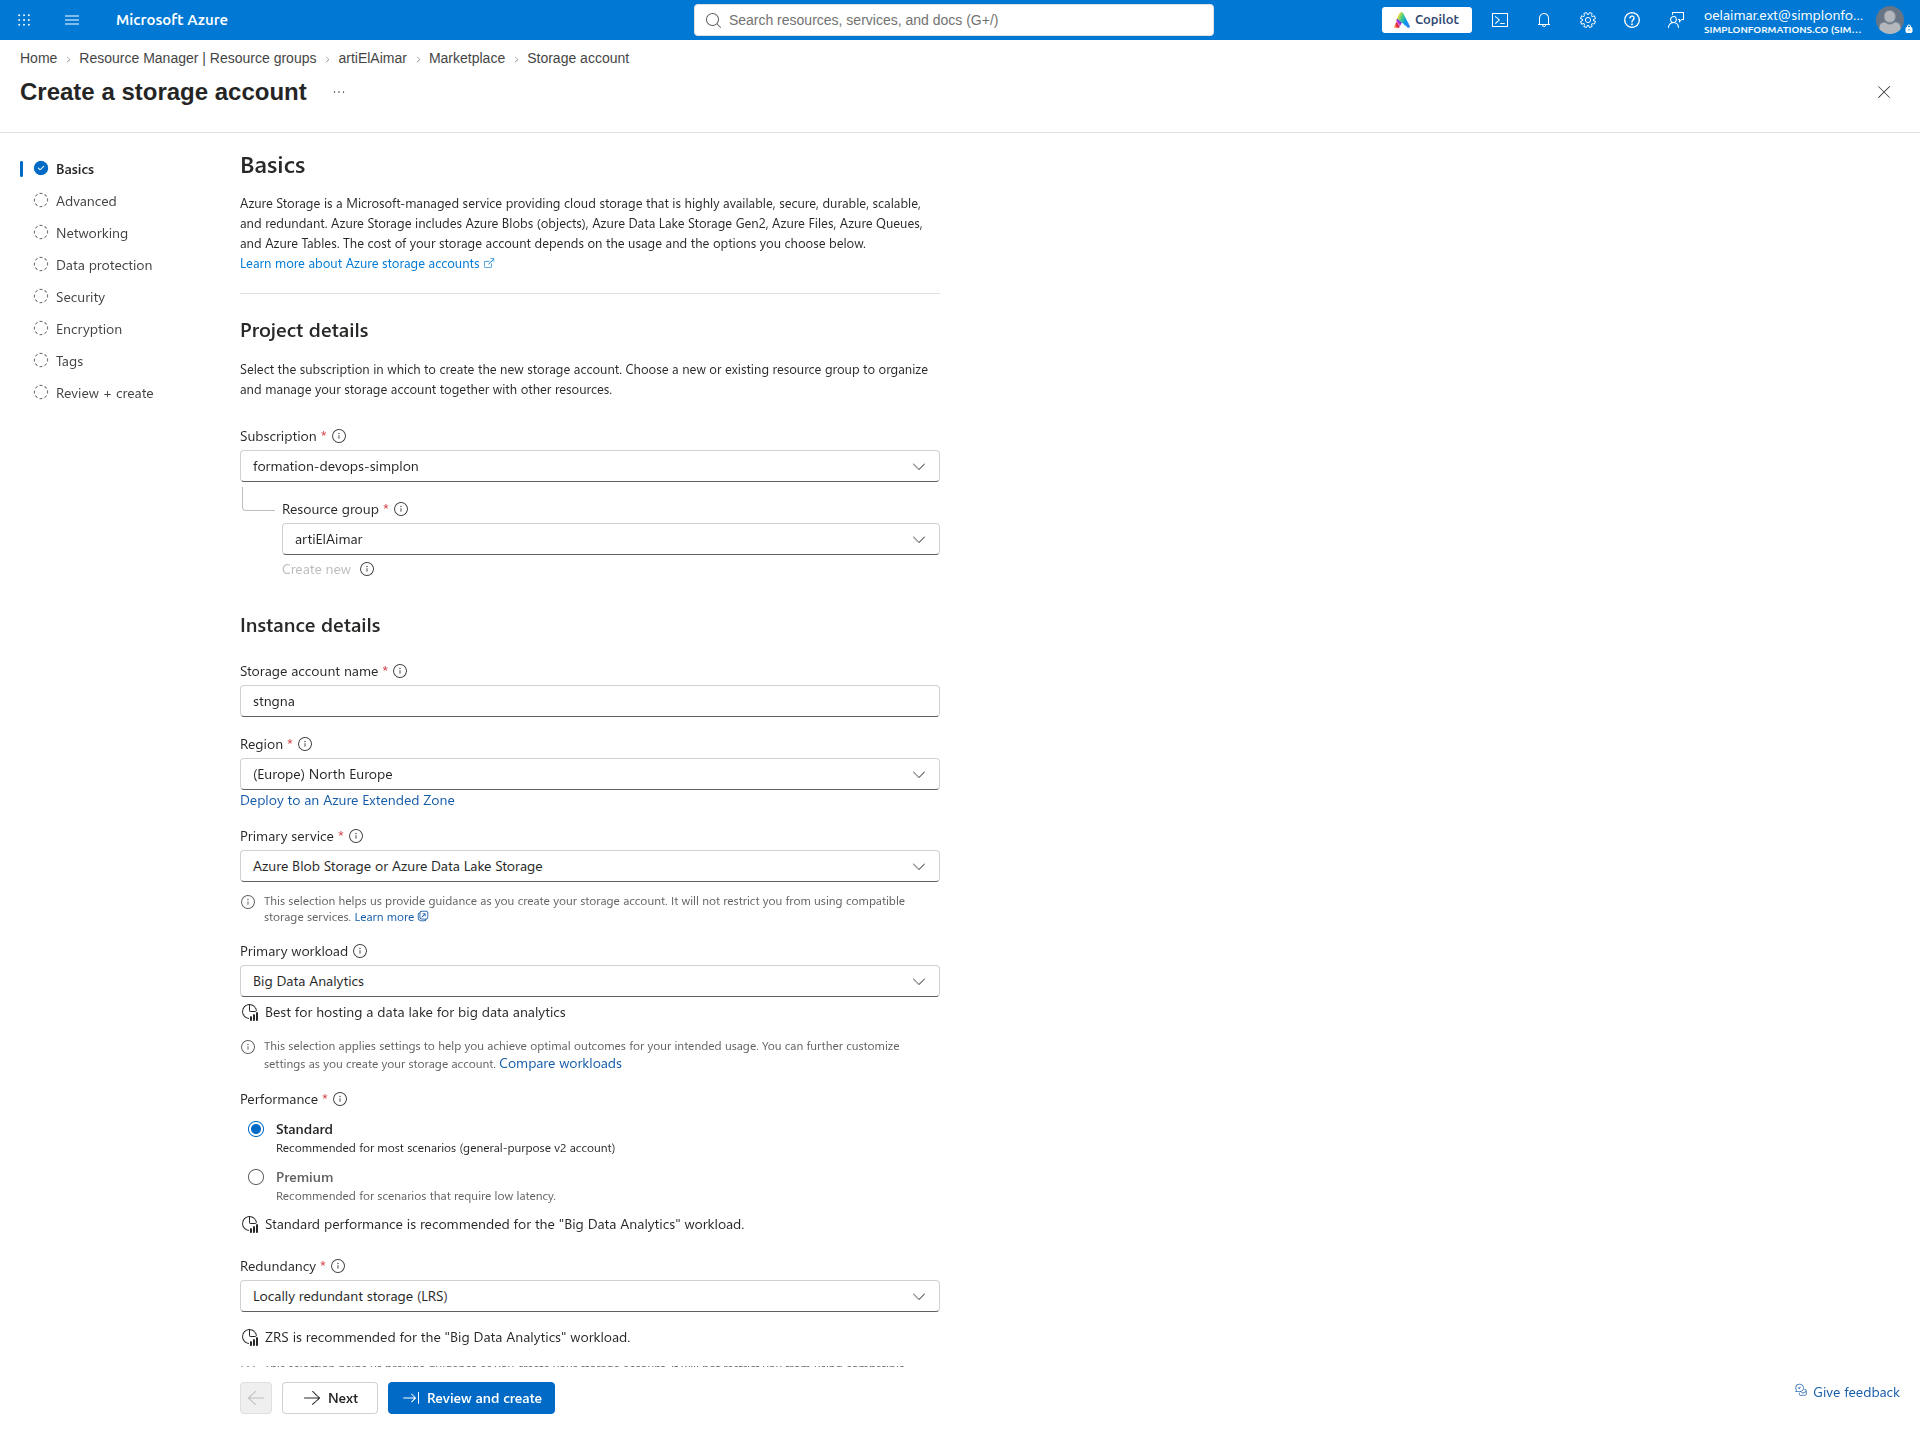 Microsoft Azure
Search resources, services, and docs (G+/)
Copilot
oelaimar.ext@simplonfo...
SIMPLONFORMATIONS.CO (SIM...
Home > Resource Manager | Resource groups > artiElAimar > Marketplace > Storage account
Create a storage account ...
Basics
Advanced
Networking
Data protection
Security
Encryption
Tags
Review + create
Basics
Azure Storage is a Microsoft-managed service providing cloud storage that is highly available, secure, durable, scalable,
and redundant. Azure Storage includes Azure Blobs (objects), Azure Data Lake Storage Gen2, Azure Files, Azure Queues,
and Azure Tables. The cost of your storage account depends on the usage and the options you choose below.
Learn more about Azure storage accounts
Project details
Select the subscription in which to create the new storage account. Choose a new or existing resource group to organize
and manage your storage account together with other resources.
Subscription *
formation-devops-simplon
Resource group *
artiElAimar
Create new
Instance details
Storage account name *
stngna
Region *
(Europe) North Europe
Deploy to an Azure Extended Zone
Primary service *
Azure Blob Storage or Azure Data Lake Storage
This selection helps us provide guidance as you create your storage account. It will not restrict you from using compatible
storage services. Learn more
Primary workload
Big Data Analytics
Best for hosting a data lake for big data analytics
This selection applies settings to help you achieve optimal outcomes for your intended usage. You can further customize
settings as you create your storage account. Compare workloads
Performance *
Standard
Recommended for most scenarios (general-purpose v2 account)
Premium
Recommended for scenarios that require low latency.
Standard performance is recommended for the "Big Data Analytics" workload.
Redundancy *
Locally redundant storage (LRS)
ZRS is recommended for the "Big Data Analytics" workload.
Next
Review and create
Give feedback